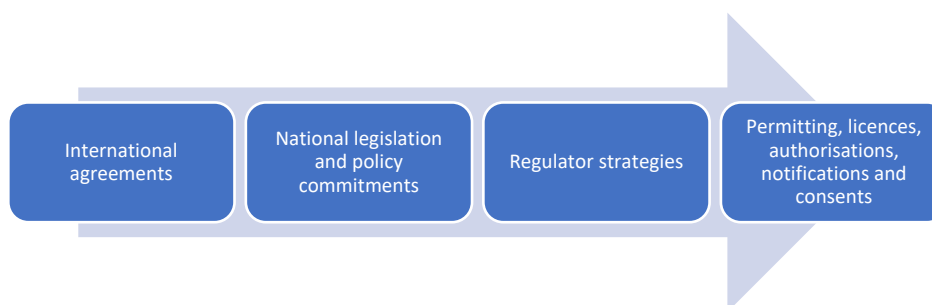 International
agreements
National legislation
and policy
commitments
Regulator strategies
Permitting, licences,
authorisations,
notifications and
consents